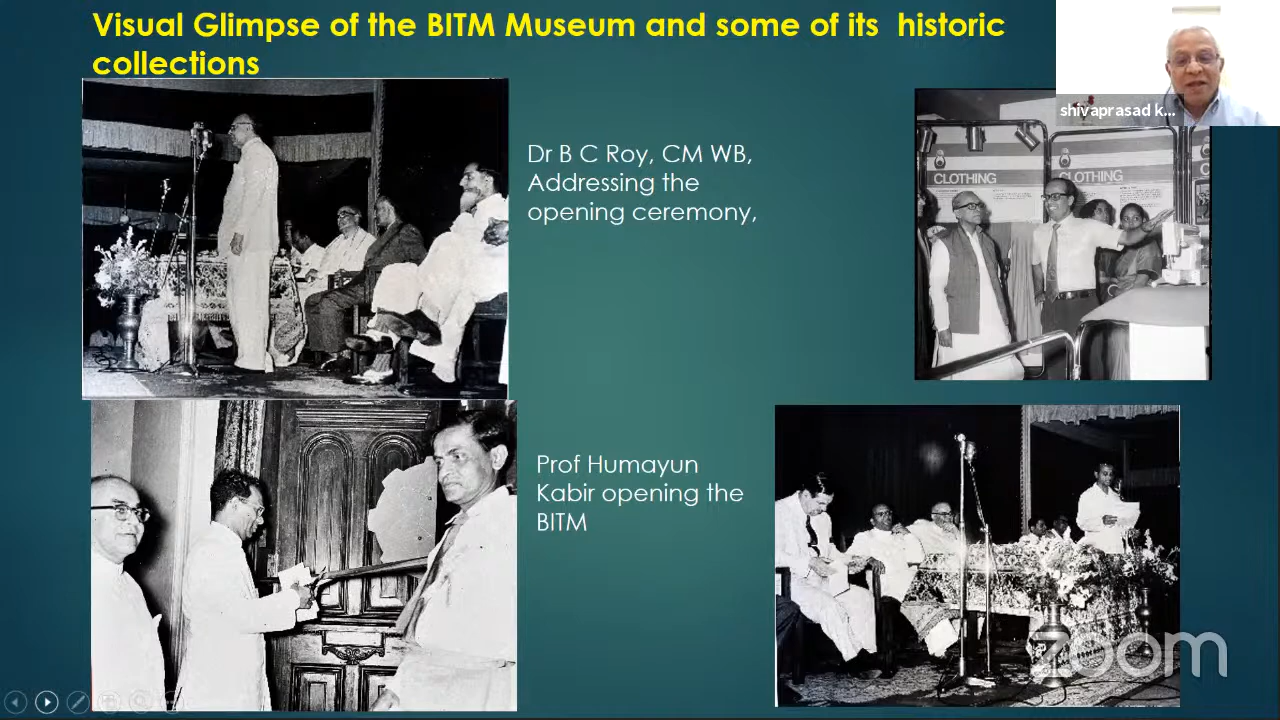 Visual Glimpse of the BITM Museum and some of its historic
collections
shivaprasad k...
Dr B C Roy, CM WB,
Addressing the
opening ceremony,
CLOTHING
CLOTHING
Prof Humayun
Kabir opening the
BITM
zoom